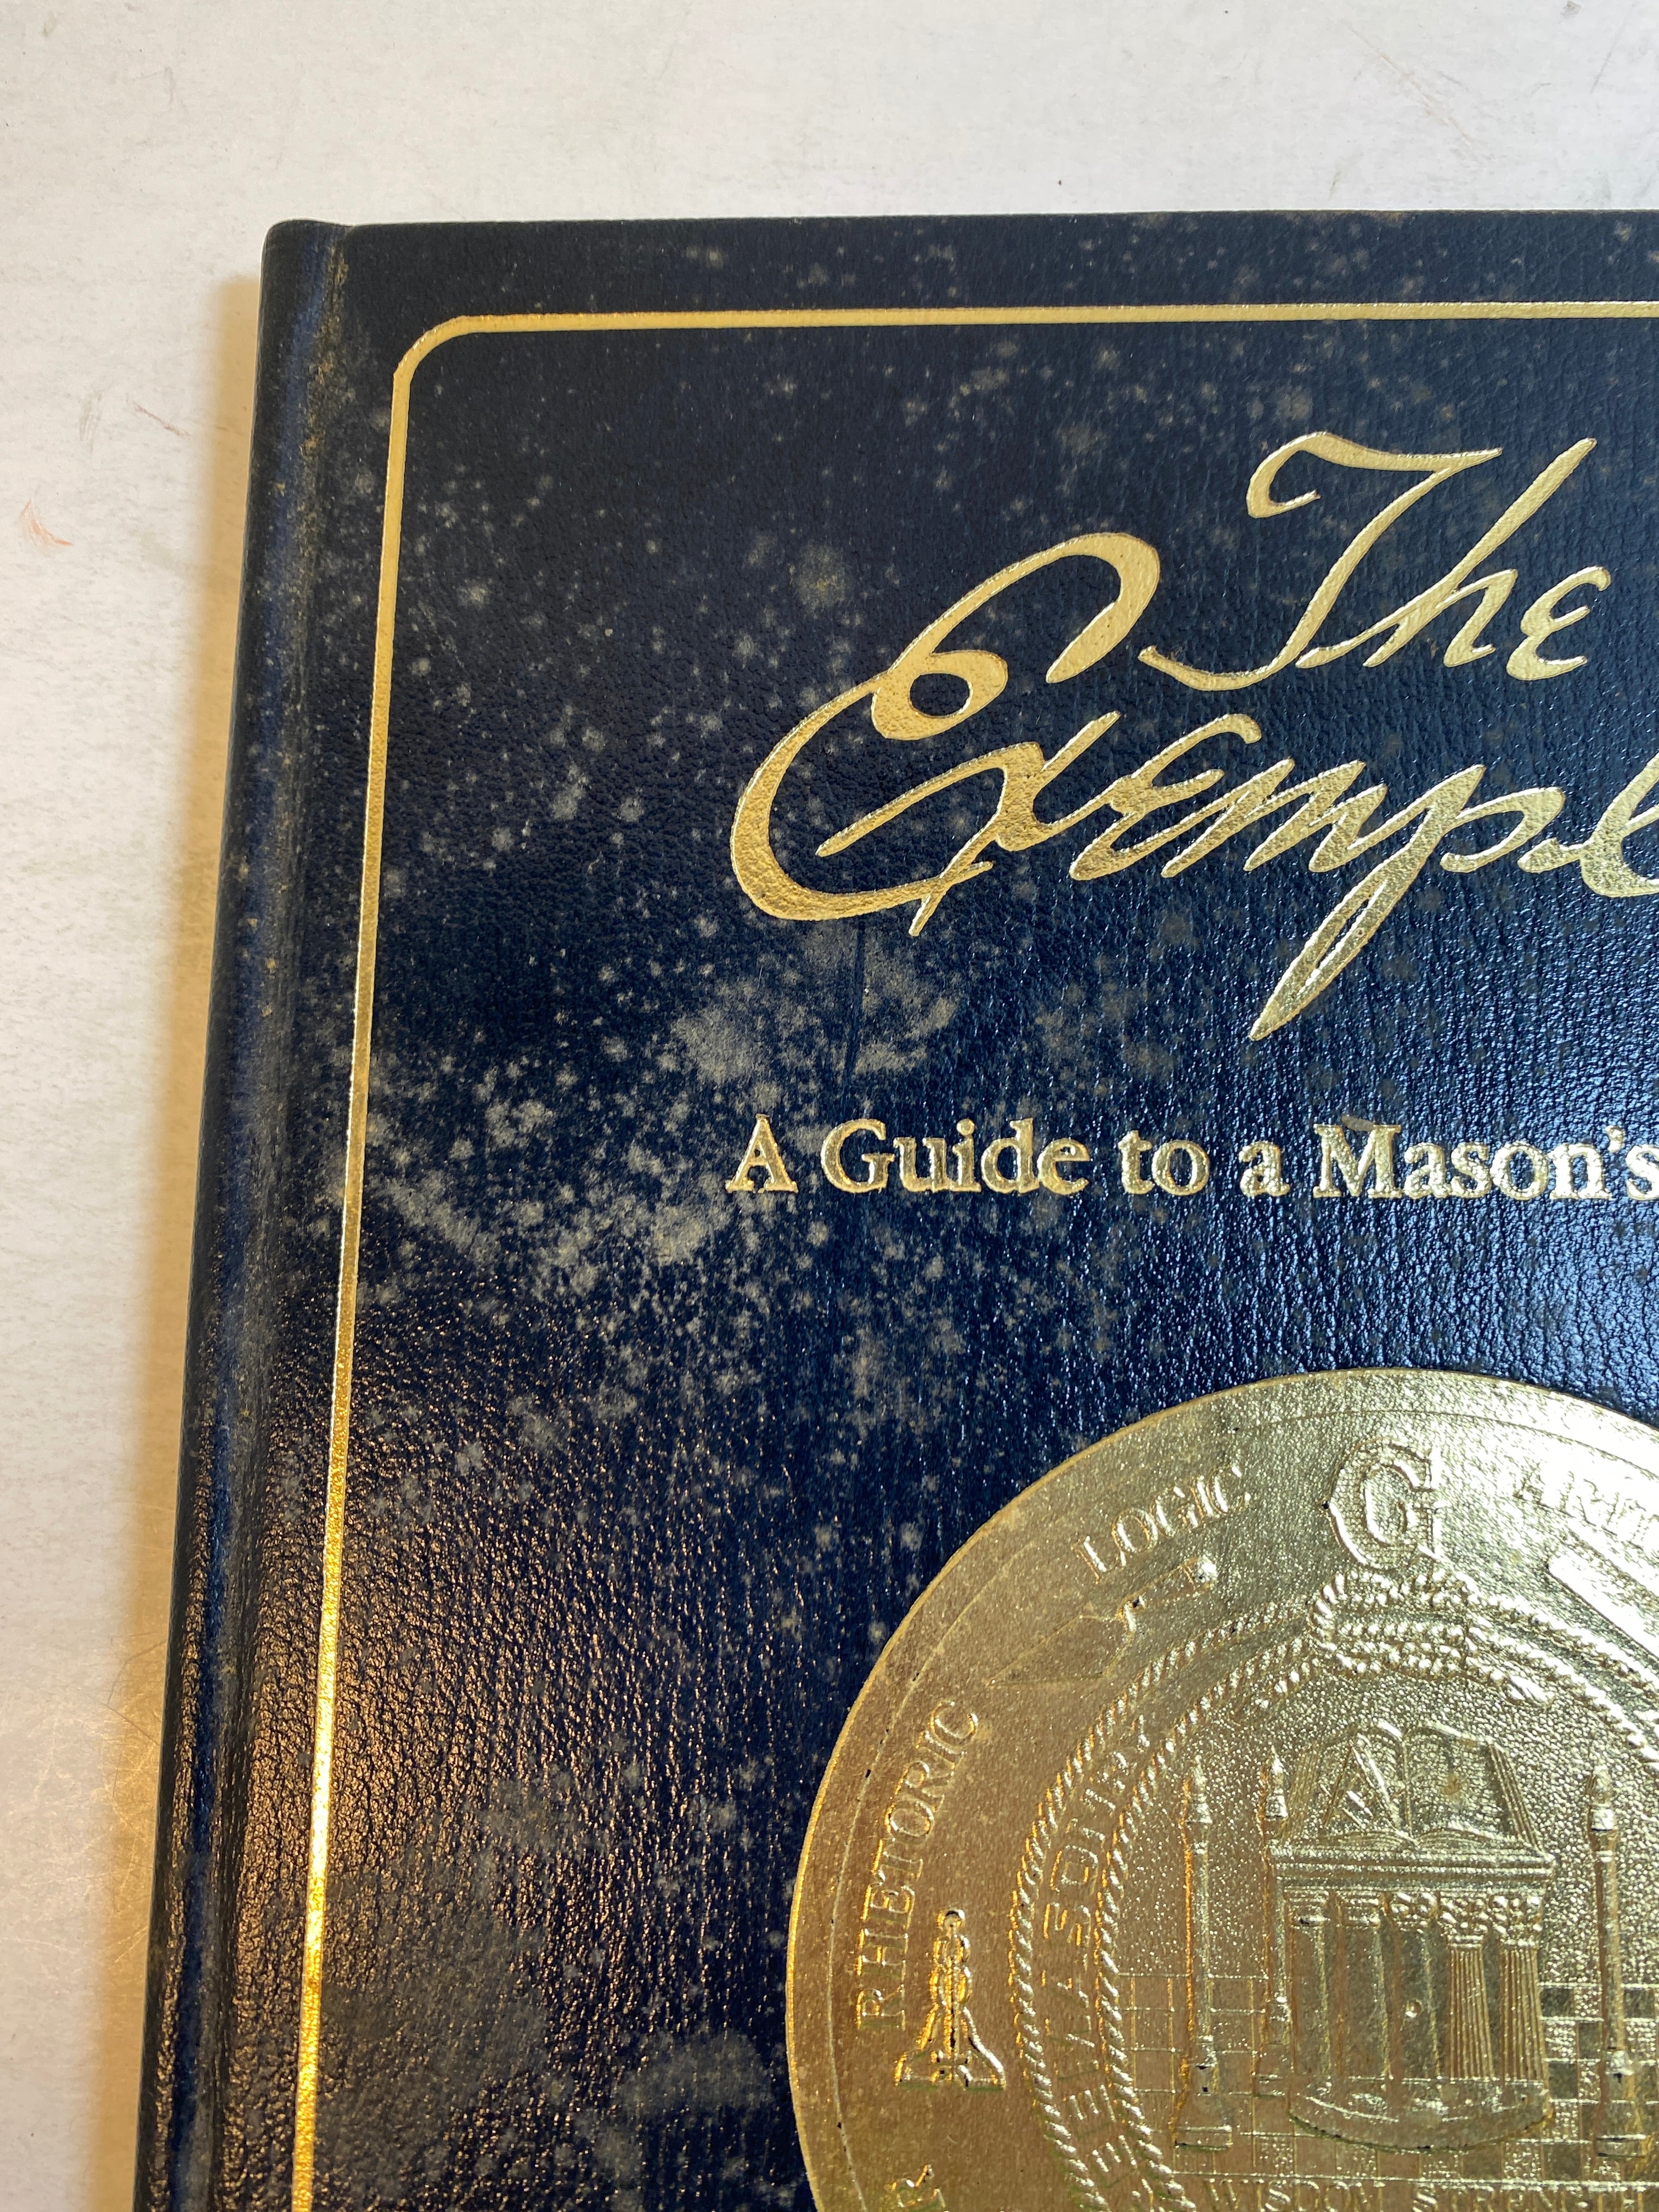 The
Exempl
A Guide to a Mason's
LOGIC
G
RHETORIC